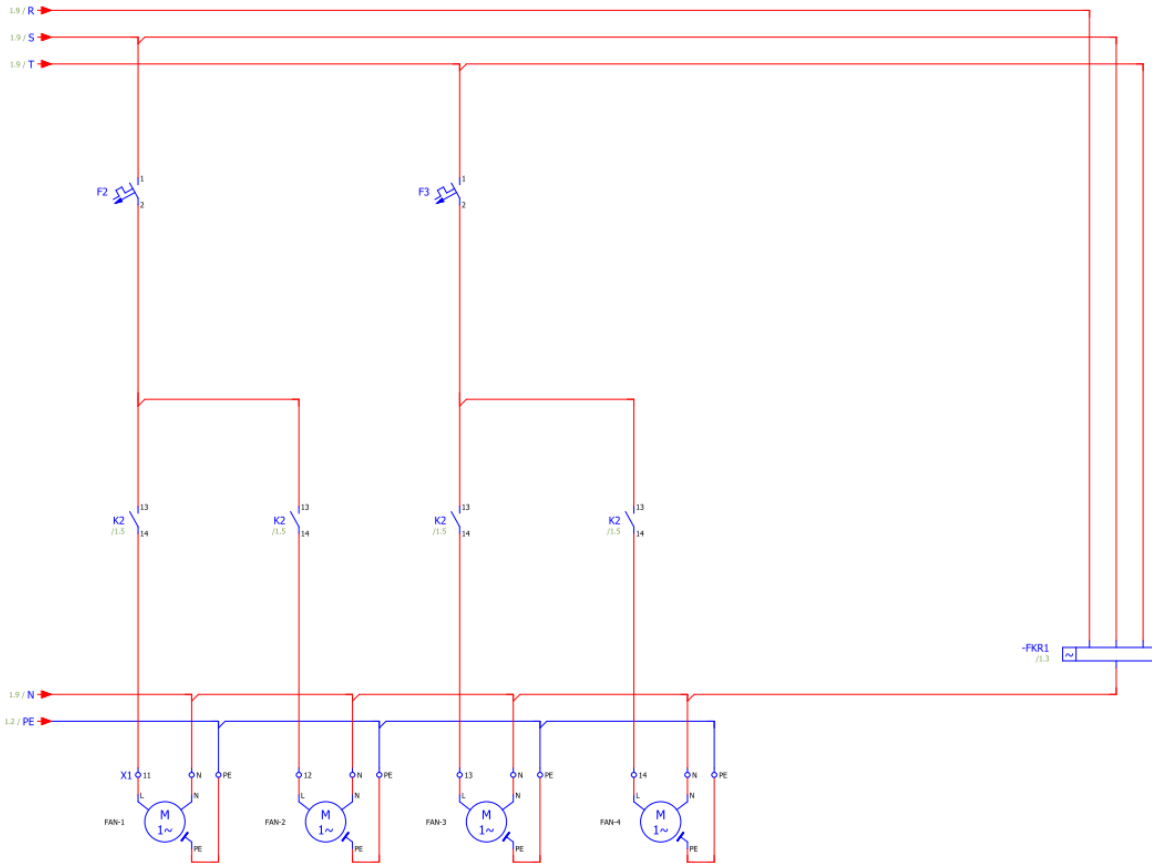 1.9 / R
1.9 / S
1.9 / T
F2 1 2
F3 1 2
K2 /1.5 13 14
K2 /1.5 13 14
K2 /1.5 13 14
K2 /1.5 13 14
-FKR1 /1.3 ~
1.9 / N
1.2 / PE
X1 11 N PE
12 N PE
13 N PE
14 N PE
L N
L N
L N
L N
FAN-1 M 1~ PE
FAN-2 M 1~ PE
FAN-3 M 1~ PE
FAN-4 M 1~ PE